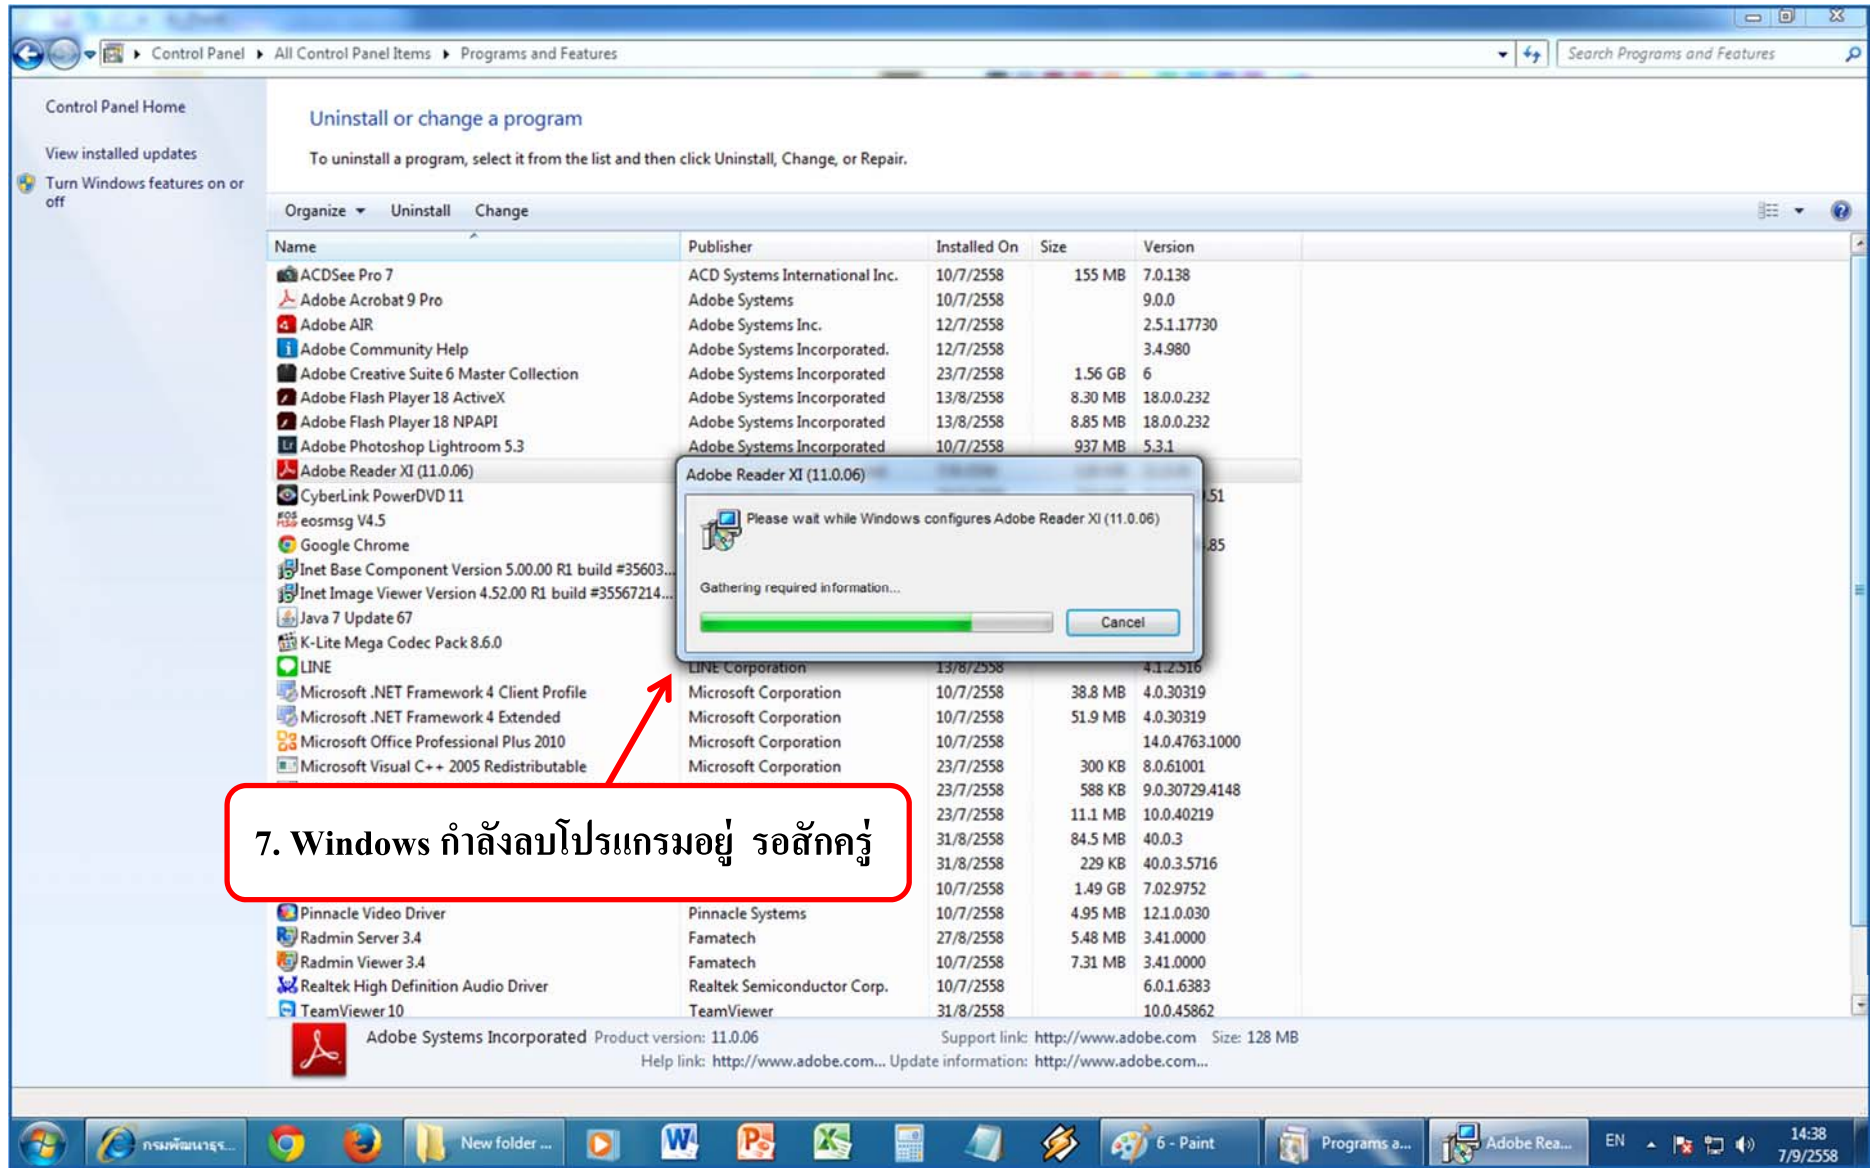 Control Panel ▸ All Control Panel Items ▸ Programs and Features
Search Programs and Features
Control Panel Home
View installed updates
Turn Windows features on or
off
Uninstall or change a program
To uninstall a program, select it from the list and then click Uninstall, Change, or Repair.
Organize Uninstall Change
Name Publisher Installed On Size Version
ACDSee Pro 7 ACD Systems International Inc. 10/7/2558 155 MB 7.0.138
Adobe Acrobat 9 Pro Adobe Systems 10/7/2558 9.0.0
Adobe AIR Adobe Systems Inc. 12/7/2558 2.5.1.17730
Adobe Community Help Adobe Systems Incorporated. 12/7/2558 3.4.980
Adobe Creative Suite 6 Master Collection Adobe Systems Incorporated 23/7/2558 1.56 GB 6
Adobe Flash Player 18 ActiveX Adobe Systems Incorporated 13/8/2558 8.30 MB 18.0.0.232
Adobe Flash Player 18 NPAPI Adobe Systems Incorporated 13/8/2558 8.85 MB 18.0.0.232
Adobe Photoshop Lightroom 5.3 Adobe Systems Incorporated 10/7/2558 937 MB 5.3.1
Adobe Reader XI (11.0.06)
CyberLink PowerDVD 11 .51
eosmsg V4.5
Google Chrome .85
Inet Base Component Version 5.00.00 R1 build #35603...
Inet Image Viewer Version 4.52.00 R1 build #35567214...
Java 7 Update 67
K-Lite Mega Codec Pack 8.6.0
Adobe Reader XI (11.0.06)
Please wait while Windows configures Adobe Reader XI (11.0.06)
Gathering required information...
Cancel
LINE LINE Corporation 13/8/2558 4.1.2.516
Microsoft .NET Framework 4 Client Profile Microsoft Corporation 10/7/2558 38.8 MB 4.0.30319
Microsoft .NET Framework 4 Extended Microsoft Corporation 10/7/2558 51.9 MB 4.0.30319
Microsoft Office Professional Plus 2010 Microsoft Corporation 10/7/2558 14.0.4763.1000
Microsoft Visual C++ 2005 Redistributable Microsoft Corporation 23/7/2558 300 KB 8.0.61001
23/7/2558 588 KB 9.0.30729.4148
23/7/2558 11.1 MB 10.0.40219
31/8/2558 84.5 MB 40.0.3
31/8/2558 229 KB 40.0.3.5716
10/7/2558 1.49 GB 7.02.9752
7. Windows กำลังลบโปรแกรมอยู่ รอสักครู่
Pinnacle Video Driver Pinnacle Systems 10/7/2558 4.95 MB 12.1.0.030
Radmin Server 3.4 Famatech 27/8/2558 5.48 MB 3.41.0000
Radmin Viewer 3.4 Famatech 10/7/2558 7.31 MB 3.41.0000
Realtek High Definition Audio Driver Realtek Semiconductor Corp. 10/7/2558 6.0.1.6383
TeamViewer 10 TeamViewer 31/8/2558 10.0.45862
Adobe Systems Incorporated Product version: 11.0.06 Support link: http://www.adobe.com Size: 128 MB
Help link: http://www.adobe.com... Update information: http://www.adobe.com...
กรมพัฒนาธุร... New folder ... 6 - Paint Programs a... Adobe Rea... EN 14:38
7/9/2558